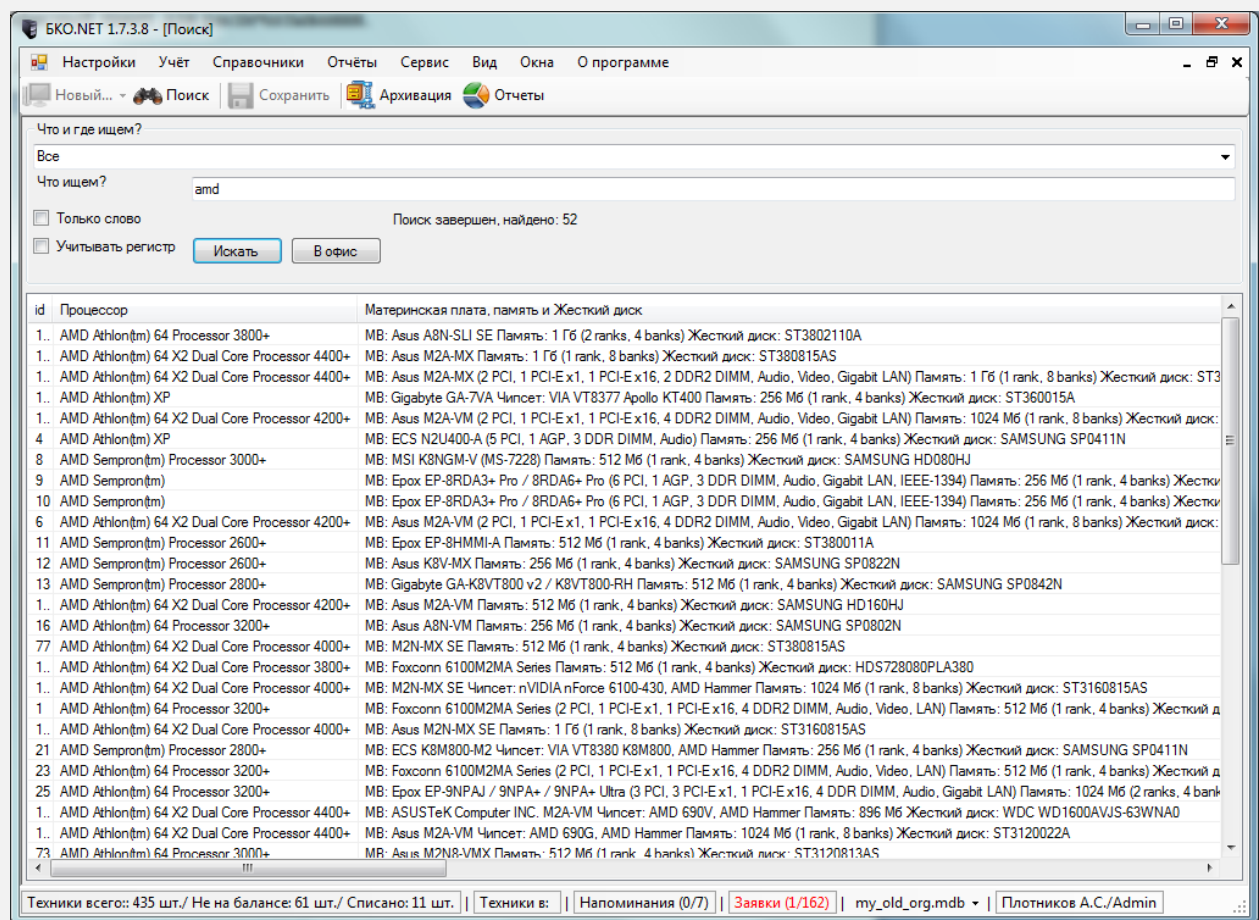 БКО.NET 1.7.3.8 - [Поиск]
Настройки Учёт Справочники Отчёты Сервис Вид Окна О программе
Новый... Поиск Сохранить Архивация Отчеты
Что и где ищем?
Все
Что ищем? amd
Только слово Поиск завершен, найдено: 52
Учитывать регистр Искать В офис
id Процессор Материнская плата, память и Жесткий диск
1.. AMD Athlon(tm) 64 Processor 3800+ MB: Asus A8N-SLI SE Память: 1 Гб (2 ranks, 4 banks) Жесткий диск: ST3802110A
1.. AMD Athlon(tm) 64 X2 Dual Core Processor 4400+ MB: Asus M2A-MX Память: 1 Гб (1 rank, 8 banks) Жесткий диск: ST380815AS
1.. AMD Athlon(tm) 64 X2 Dual Core Processor 4400+ MB: Asus M2A-MX (2 PCI, 1 PCI-E x1, 1 PCI-E x16, 2 DDR2 DIMM, Audio, Video, Gigabit LAN) Память: 1 Гб (1 rank, 8 banks) Жесткий диск: ST3
1.. AMD Athlon(tm) XP MB: Gigabyte GA-7VA Чипсет: VIA VT8377 Apollo KT400 Память: 256 Мб (1 rank, 4 banks) Жесткий диск: ST360015A
1.. AMD Athlon(tm) 64 X2 Dual Core Processor 4200+ MB: Asus M2A-VM (2 PCI, 1 PCI-E x1, 1 PCI-E x16, 4 DDR2 DIMM, Audio, Video, Gigabit LAN) Память: 1024 Мб (1 rank, 8 banks) Жесткий диск:
4 AMD Athlon(tm) XP MB: ECS N2U400-A (5 PCI, 1 AGP, 3 DDR DIMM, Audio) Память: 256 Мб (1 rank, 4 banks) Жесткий диск: SAMSUNG SP0411N
8 AMD Sempron(tm) Processor 3000+ MB: MSI K8NGM-V (MS-7228) Память: 512 Мб (1 rank, 4 banks) Жесткий диск: SAMSUNG HD080HJ
9 AMD Sempron(tm) MB: Epox EP-8RDA3+ Pro / 8RDA6+ Pro (6 PCI, 1 AGP, 3 DDR DIMM, Audio, Gigabit LAN, IEEE-1394) Память: 256 Мб (1 rank, 4 banks) Жестки
10 AMD Sempron(tm) MB: Epox EP-8RDA3+ Pro / 8RDA6+ Pro (6 PCI, 1 AGP, 3 DDR DIMM, Audio, Gigabit LAN, IEEE-1394) Память: 256 Мб (1 rank, 4 banks) Жестки
6 AMD Athlon(tm) 64 X2 Dual Core Processor 4200+ MB: Asus M2A-VM (2 PCI, 1 PCI-E x1, 1 PCI-E x16, 4 DDR2 DIMM, Audio, Video, Gigabit LAN) Память: 1024 Мб (1 rank, 8 banks) Жесткий диск:
11 AMD Sempron(tm) Processor 2600+ MB: Epox EP-8HMMI-A Память: 512 Мб (1 rank, 4 banks) Жесткий диск: ST380011A
12 AMD Sempron(tm) Processor 2600+ MB: Asus K8V-MX Память: 256 Мб (1 rank, 4 banks) Жесткий диск: SAMSUNG SP0822N
13 AMD Sempron(tm) Processor 2800+ MB: Gigabyte GA-K8VT800 v2 / K8VT800-RH Память: 512 Мб (1 rank, 4 banks) Жесткий диск: SAMSUNG SP0842N
1.. AMD Athlon(tm) 64 X2 Dual Core Processor 4200+ MB: Asus M2A-VM Память: 512 Мб (1 rank, 4 banks) Жесткий диск: SAMSUNG HD160HJ
16 AMD Athlon(tm) 64 Processor 3200+ MB: Asus A8N-VM Память: 256 Мб (1 rank, 4 banks) Жесткий диск: SAMSUNG SP0802N
77 AMD Athlon(tm) 64 X2 Dual Core Processor 4000+ MB: M2N-MX SE Память: 512 Мб (1 rank, 4 banks) Жесткий диск: ST380815AS
1.. AMD Athlon(tm) 64 X2 Dual Core Processor 3800+ MB: Foxconn 6100M2MA Series Память: 512 Мб (1 rank, 4 banks) Жесткий диск: HDS728080PLA380
1.. AMD Athlon(tm) 64 X2 Dual Core Processor 4000+ MB: M2N-MX SE Чипсет: nVIDIA nForce 6100-430, AMD Hammer Память: 1024 Мб (1 rank, 8 banks) Жесткий диск: ST3160815AS
1 AMD Athlon(tm) 64 Processor 3200+ MB: Foxconn 6100M2MA Series (2 PCI, 1 PCI-E x1, 1 PCI-E x16, 4 DDR2 DIMM, Audio, Video, LAN) Память: 512 Мб (1 rank, 4 banks) Жесткий д
1.. AMD Athlon(tm) 64 X2 Dual Core Processor 4000+ MB: Asus M2N-MX SE Память: 1 Гб (1 rank, 8 banks) Жесткий диск: ST3160815AS
21 AMD Sempron(tm) Processor 2800+ MB: ECS K8M800-M2 Чипсет: VIA VT8380 K8M800, AMD Hammer Память: 256 Мб (1 rank, 4 banks) Жесткий диск: SAMSUNG SP0411N
23 AMD Athlon(tm) 64 Processor 3200+ MB: Foxconn 6100M2MA Series (2 PCI, 1 PCI-E x1, 1 PCI-E x16, 4 DDR2 DIMM, Audio, Video, LAN) Память: 512 Мб (1 rank, 4 banks) Жесткий д
25 AMD Athlon(tm) 64 Processor 3200+ MB: Epox EP-9NPAJ / 9NPA+ / 9NPA+ Ultra (3 PCI, 3 PCI-E x1, 1 PCI-E x16, 4 DDR DIMM, Audio, Gigabit LAN) Память: 1024 Мб (2 ranks, 4 bank
1.. AMD Athlon(tm) 64 X2 Dual Core Processor 4400+ MB: ASUSTeK Computer INC. M2A-VM Чипсет: AMD 690V, AMD Hammer Память: 896 Мб Жесткий диск: WDC WD1600AVJS-63WNA0
1.. AMD Athlon(tm) 64 X2 Dual Core Processor 4400+ MB: Asus M2A-VM Чипсет: AMD 690G, AMD Hammer Память: 1024 Мб (1 rank, 8 banks) Жесткий диск: ST3120022A
73 AMD Athlon(tm) 64 Processor 3000+ MB: Asus M2N8-VMX Память: 512 Мб (1 rank, 4 banks) Жесткий диск: ST3120813AS
Техники всего:: 435 шт./ Не на балансе: 61 шт./ Списано: 11 шт. | Техники в: | Напоминания (0/7) | Заявки (1/162) | my_old_org.mdb | Плотников А.С./Admin